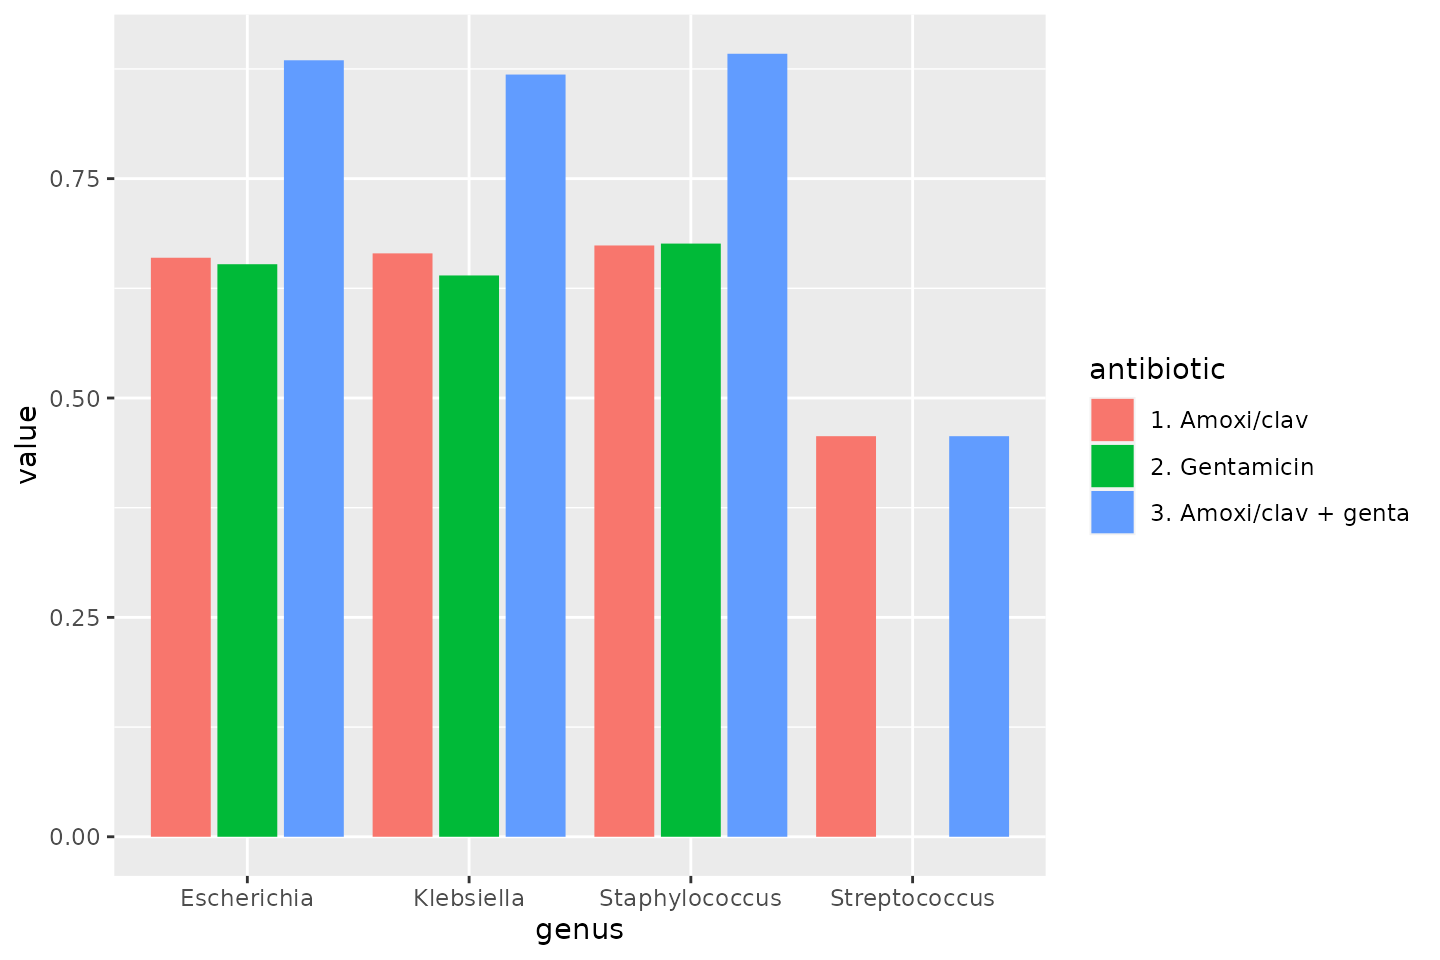 value
0.75
0.50
0.25
0.00
Escherichia Klebsiella Staphylococcus Streptococcus
genus
antibiotic
1. Amoxi/clav
2. Gentamicin
3. Amoxi/clav + genta